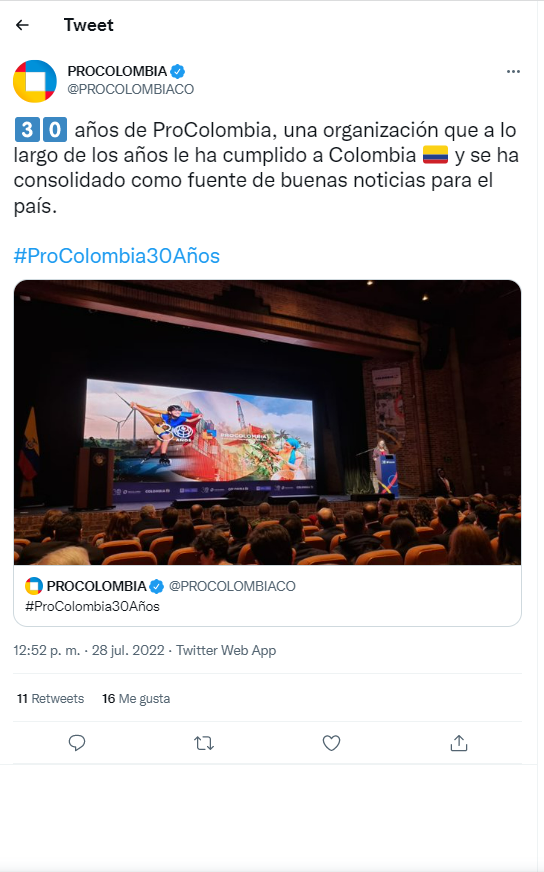 Tweet
PROCOLOMBIA
@PROCOLOMBIACO
30 años de ProColombia, una organización que a lo
largo de los años le ha cumplido a Colombia 🇨🇴 y se ha
consolidado como fuente de buenas noticias para el
país.
#ProColombia30Años
PROCOLOMBIA
PROCOLOMBIA @PROCOLOMBIACO
#ProColombia30Años
12:52 p. m. · 28 jul. 2022 · Twitter Web App
11 Retweets 16 Me gusta